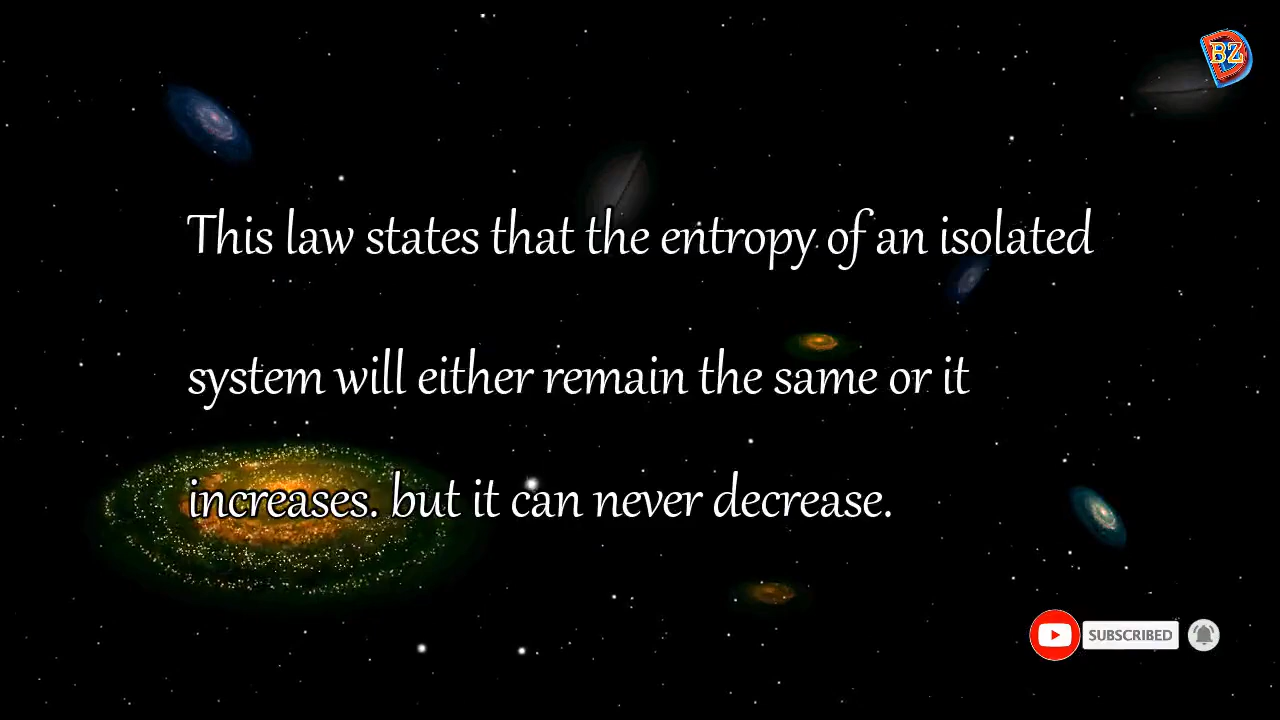 BZ
This law states that the entropy of an isolated
system will either remain the same or it
increases. but it can never decrease.
SUBSCRIBED